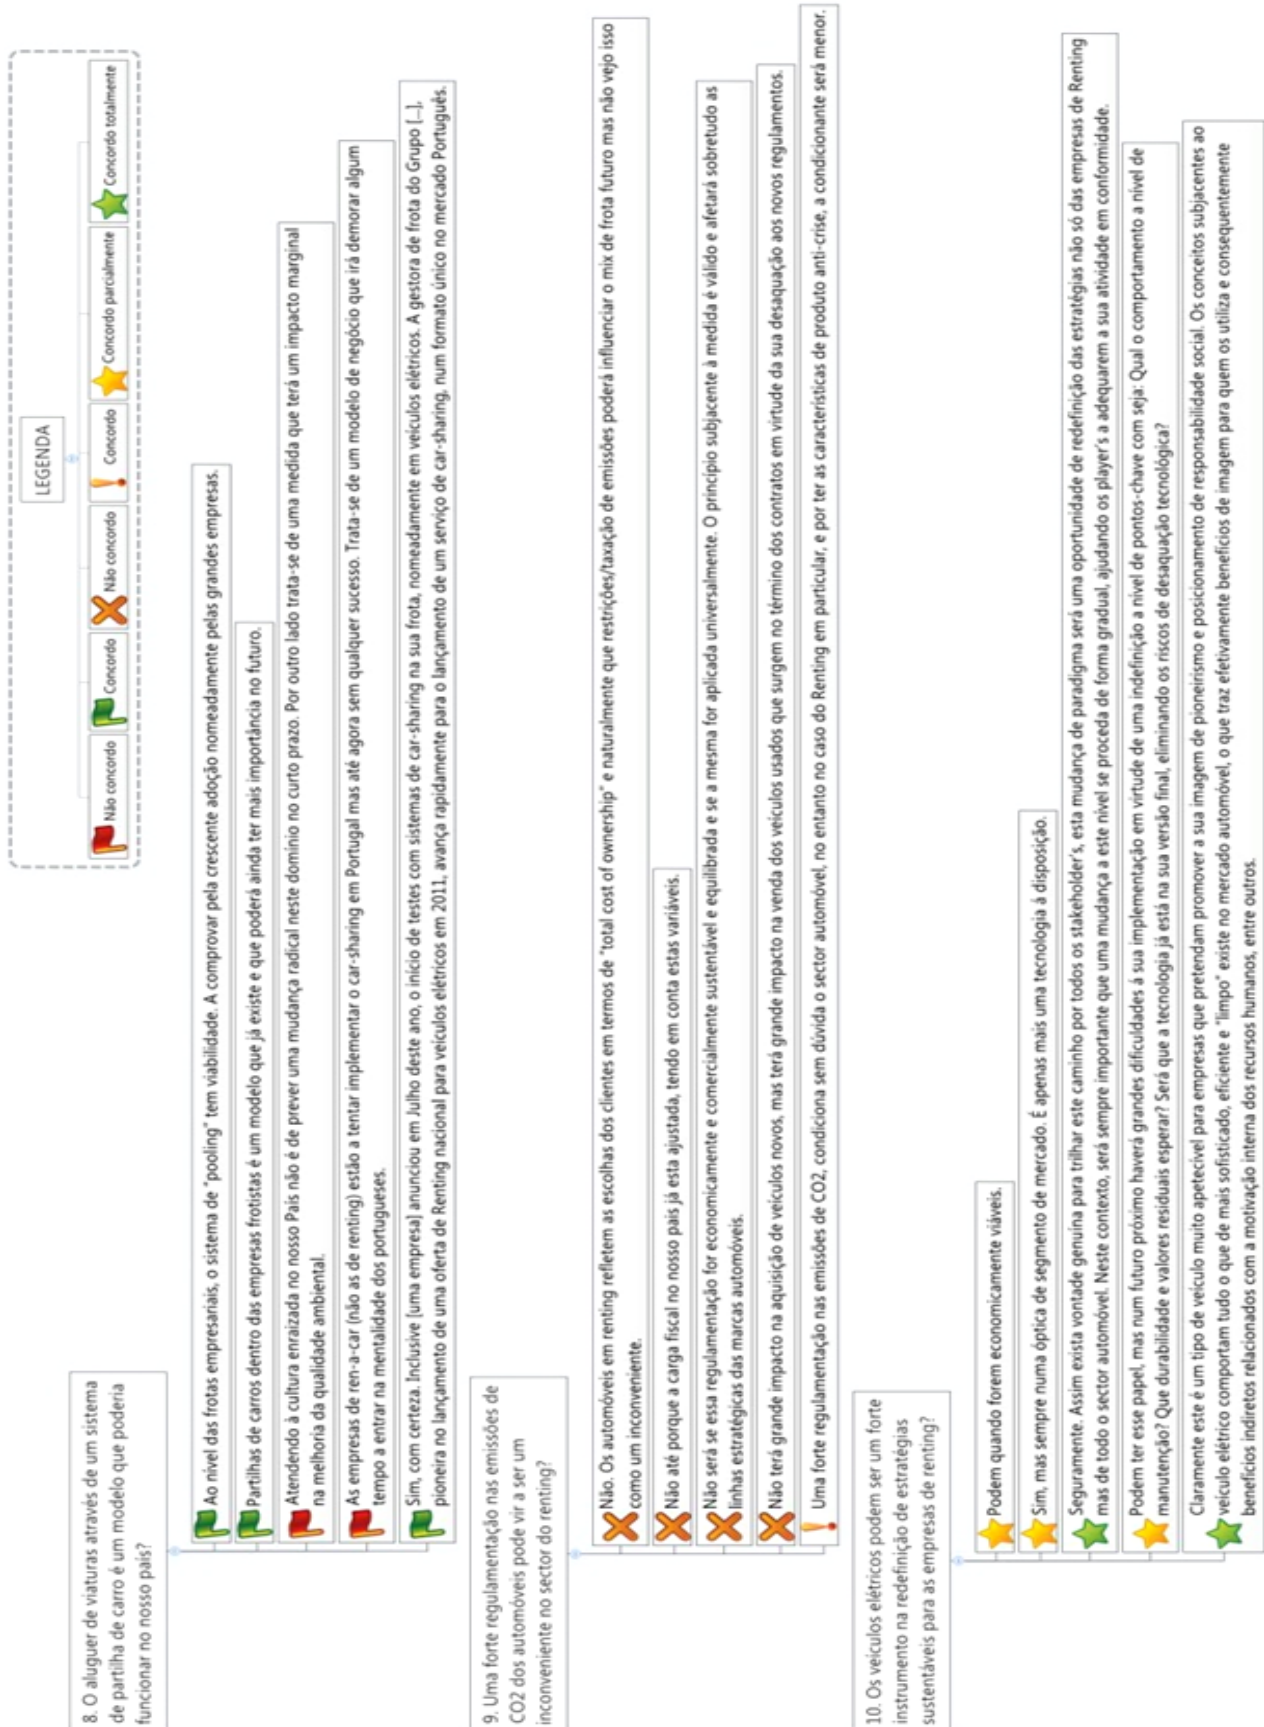 LEGENDA
Não concordo
Concordo
Não concordo
Concordo
Concordo parcialmente
Concordo totalmente
8. O aluguer de viaturas através de um sistema
de partilha de carro é um modelo que poderia
funcionar no nosso país?
Ao nível das frotas empresariais, o sistema de "pooling" tem viabilidade. A comprovar pela crescente adoção nomeadamente pelas grandes empresas.
Partilhas de carros dentro das empresas frotistas é um modelo que já existe e que poderá ainda ter mais importância no futuro.
Atendendo à cultura enraizada no nosso País não é de prever uma mudança radical neste domínio no curto prazo. Por outro lado trata-se de uma medida que terá um impacto marginal
na melhoria da qualidade ambiental.
As empresas de ren-a-car (não as de renting) estão a tentar implementar o car-sharing em Portugal mas até agora sem qualquer sucesso. Trata-se de um modelo de negócio que irá demorar algum
tempo a entrar na mentalidade dos portugueses.
Sim, com certeza. Inclusive [uma empresa] anunciou em Julho deste ano, o início de testes com sistemas de car-sharing na sua frota, nomeadamente em veículos elétricos. A gestora de frota do Grupo [...],
pioneira no lançamento de uma oferta de Renting nacional para veículos elétricos em 2011, avança rapidamente para o lançamento de um serviço de car-sharing, num formato único no mercado Português.
9. Uma forte regulamentação nas emissões de
CO2 dos automóveis pode vir a ser um
inconveniente no sector do renting?
Não. Os automóveis em renting refletem as escolhas dos clientes em termos de "total cost of ownership" e naturalmente que restrições/taxação de emissões poderá influenciar o mix de frota futuro mas não vejo isso
como um inconveniente.
Não até porque a carga fiscal no nosso país já esta ajustada, tendo em conta estas variáveis.
Não será se essa regulamentação for economicamente e comercialmente sustentável e equilibrada e se a mesma for aplicada universalmente. O princípio subjacente à medida é válido e afetará sobretudo as
linhas estratégicas das marcas automóveis.
Não terá grande impacto na aquisição de veículos novos, mas terá grande impacto na venda dos veículos usados que surgem no término dos contratos em virtude da sua desaquação aos novos regulamentos.
Uma forte regulamentação nas emissões de CO2, condiciona sem dúvida o sector automóvel, no entanto no caso do Renting em particular, e por ter as características de produto anti-crise, a condicionante será menor.
10. Os veículos elétricos podem ser um forte
instrumento na redefinição de estratégias
sustentáveis para as empresas de renting?
Podem quando forem economicamente viáveis.
Sim, mas sempre numa óptica de segmento de mercado. É apenas mais uma tecnologia á disposição.
Seguramente. Assim exista vontade genuína para trilhar este caminho por todos os stakeholder's, esta mudança de paradigma será uma oportunidade de redefinição das estratégias não só das empresas de Renting
mas de todo o sector automóvel. Neste contexto, será sempre importante que uma mudança a este nível se proceda de forma gradual, ajudando os player's a adequarem a sua atividade em conformidade.
Podem ter esse papel, mas num futuro próximo haverá grandes dificuldades á sua implementação em virtude de uma indefinição a nível de pontos-chave com seja: Qual o comportamento a nível de
manutenção? Que durabilidade e valores residuais esperar? Será que a tecnologia já está na sua versão final, eliminando os riscos de desaquação tecnológica?
Claramente este é um tipo de veículo muito apetecível para empresas que pretendam promover a sua imagem de pioneirismo e posicionamento de responsabilidade social. Os conceitos subjacentes ao
veículo elétrico comportam tudo o que de mais sofisticado, eficiente e "limpo" existe no mercado automóvel, o que traz efetivamente benefícios de imagem para quem os utiliza e consequentemente
benefícios indiretos relacionados com a motivação interna dos recursos humanos, entre outros.